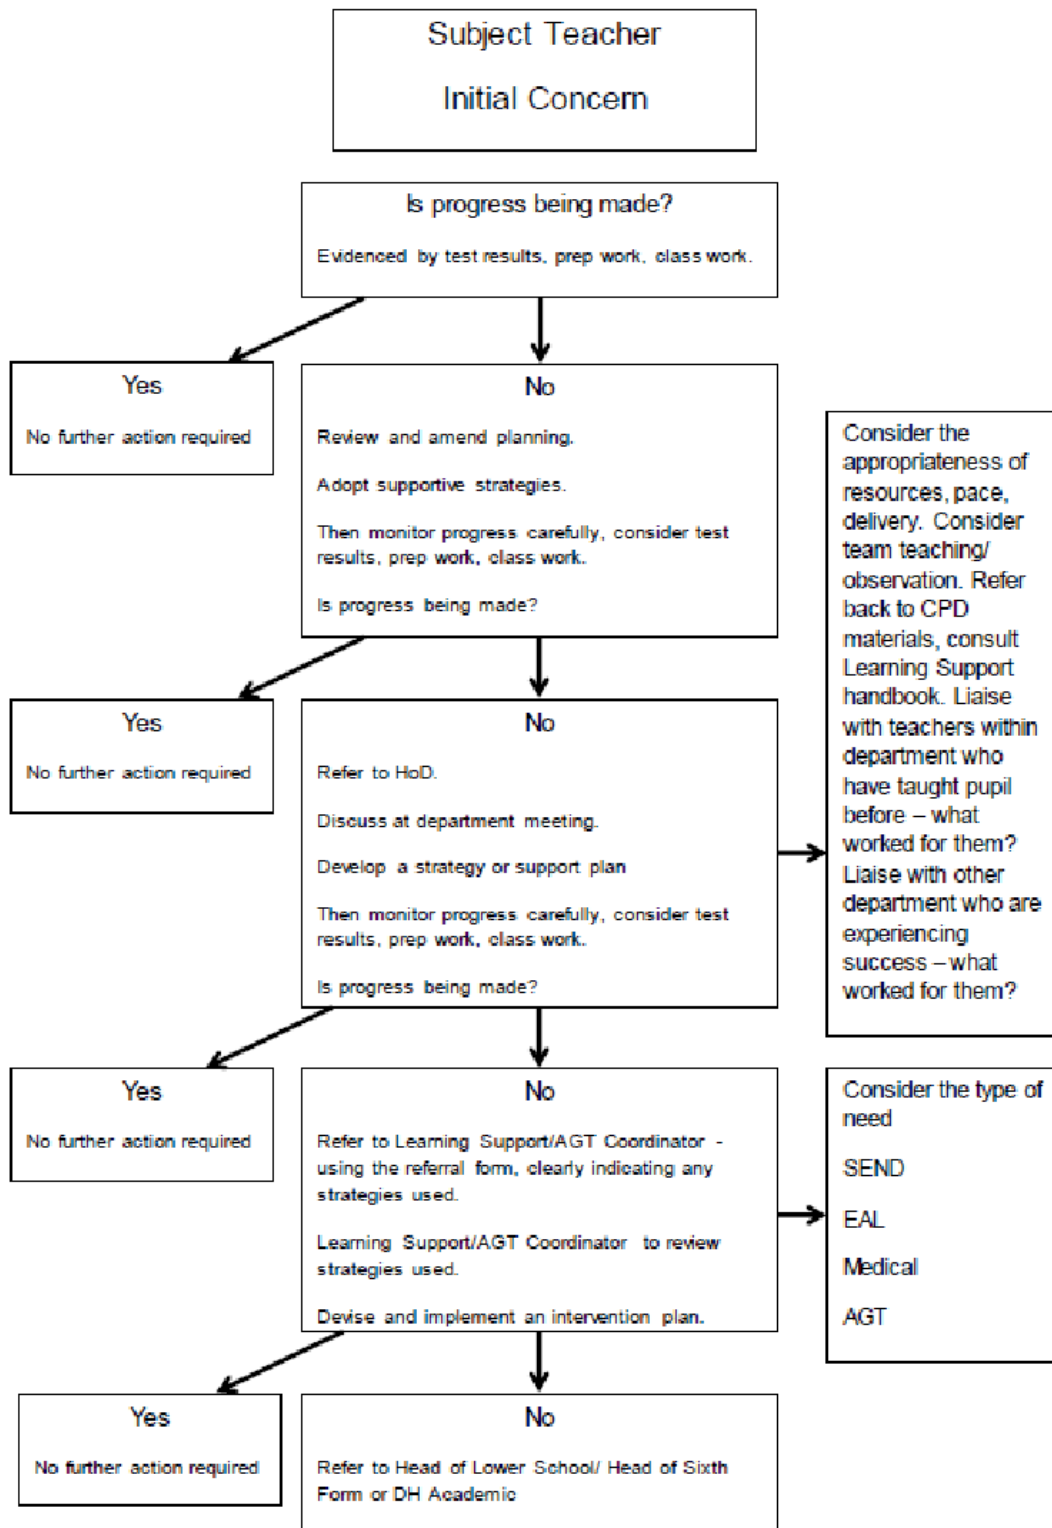 Subject Teacher
Initial Concern
Is progress being made?
Evidenced by test results, prep work, class work.
Yes
No further action required
No
Review and amend planning.
Adopt supportive strategies.
Then monitor progress carefully, consider test
results, prep work, class work.
Is progress being made?
Yes
No further action required
No
Refer to HoD.
Discuss at department meeting.
Develop a strategy or support plan
Then monitor progress carefully, consider test
results, prep work, class work.
Is progress being made?
Consider the
appropriateness of
resources, pace,
delivery. Consider
team teaching/
observation. Refer
back to CPD
materials, consult
Learning Support
handbook. Liaise
with teachers within
department who
have taught pupil
before – what
worked for them?
Liaise with other
department who are
experiencing
success – what
worked for them?
Yes
No further action required
No
Refer to Learning Support/AGT Coordinator -
using the referral form, clearly indicating any
strategies used.
Learning Support/AGT Coordinator to review
strategies used.
Devise and implement an intervention plan.
Consider the type of
need
SEND
EAL
Medical
AGT
Yes
No further action required
No
Refer to Head of Lower School/ Head of Sixth
Form or DH Academic